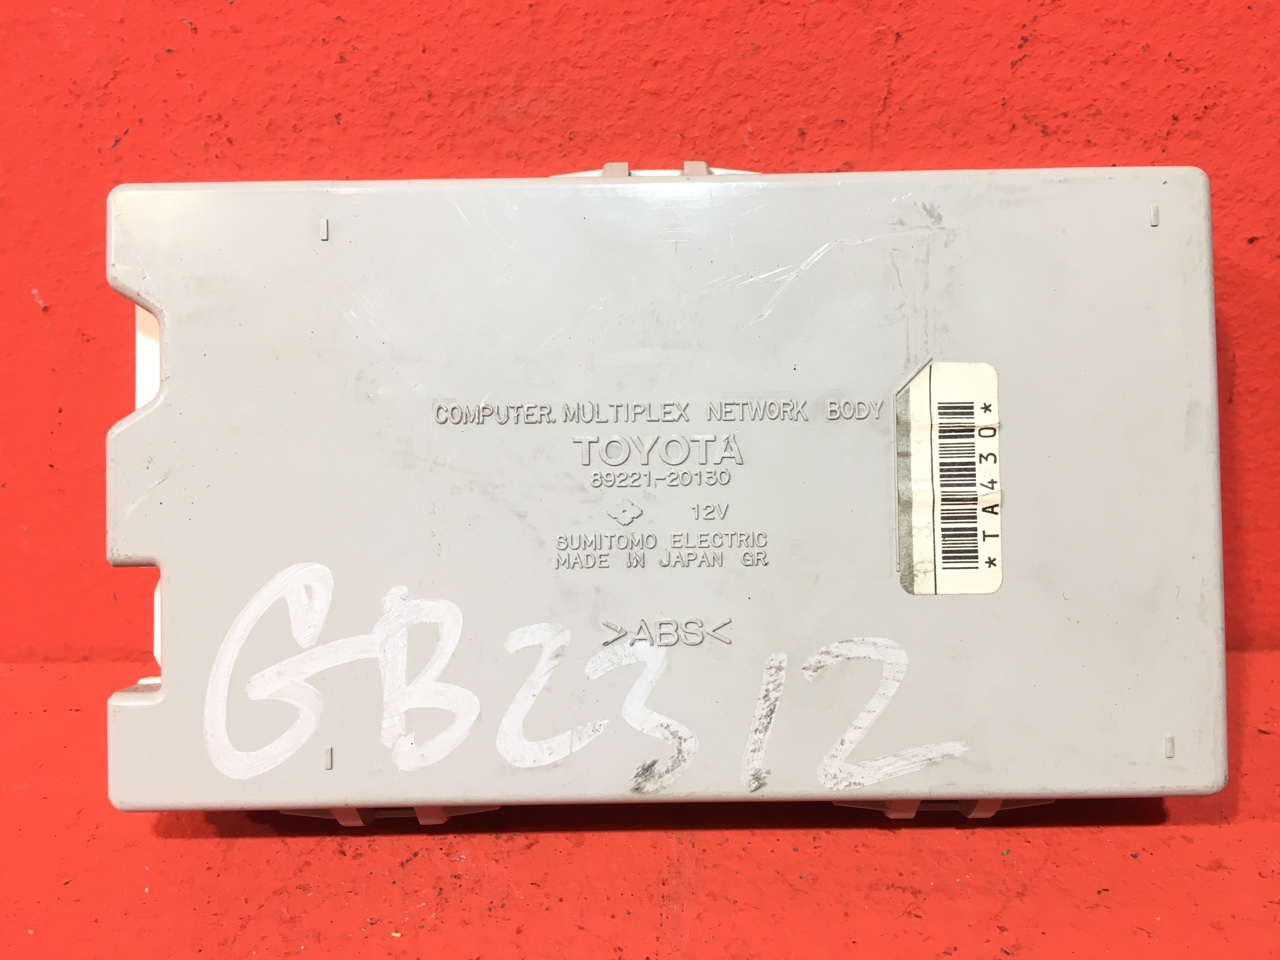 COMPUTER. MULTIPLEX NETWORK BODY
TOYOTA
89221-20130
12V
SUMITOMO ELECTRIC
MADE IN JAPAN GR
>ABS<
*TA430*
GB2312